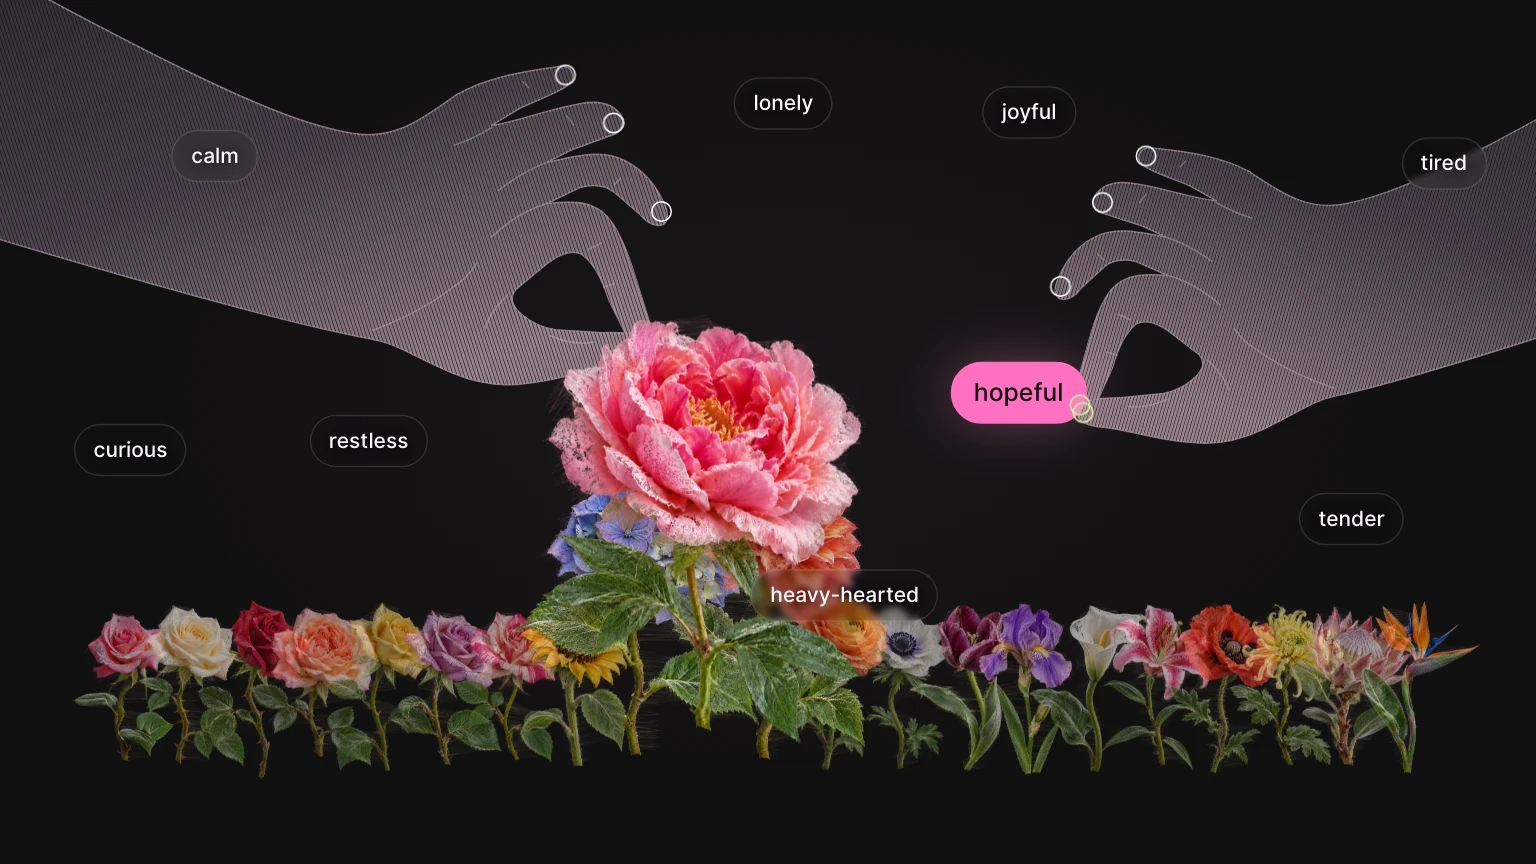 lonely
joyful
calm
tired
hopeful
curious
restless
tender
heavy-hearted